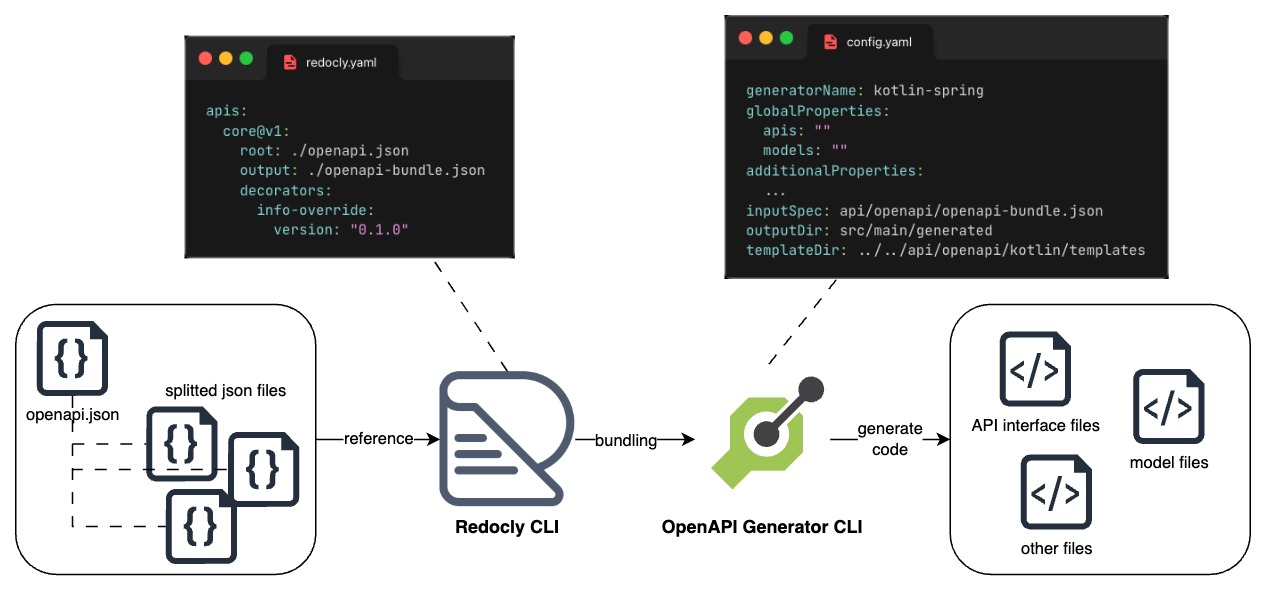 redocly.yaml
apis:
core@v1:
root: ./openapi.json
output: ./openapi-bundle.json
decorators:
info-override:
version: "0.1.0"
config.yaml
generatorName: kotlin-spring
globalProperties:
apis: ""
models: ""
additionalProperties:
...
inputSpec: api/openapi/openapi-bundle.json
outputDir: src/main/generated
templateDir: ../../api/openapi/kotlin/templates
{}
openapi.json
splitted json files
{}
{}
{}
reference
Redocly CLI
bundling
OpenAPI Generator CLI
generate
code
</>
API interface files
</>
model files
</>
other files